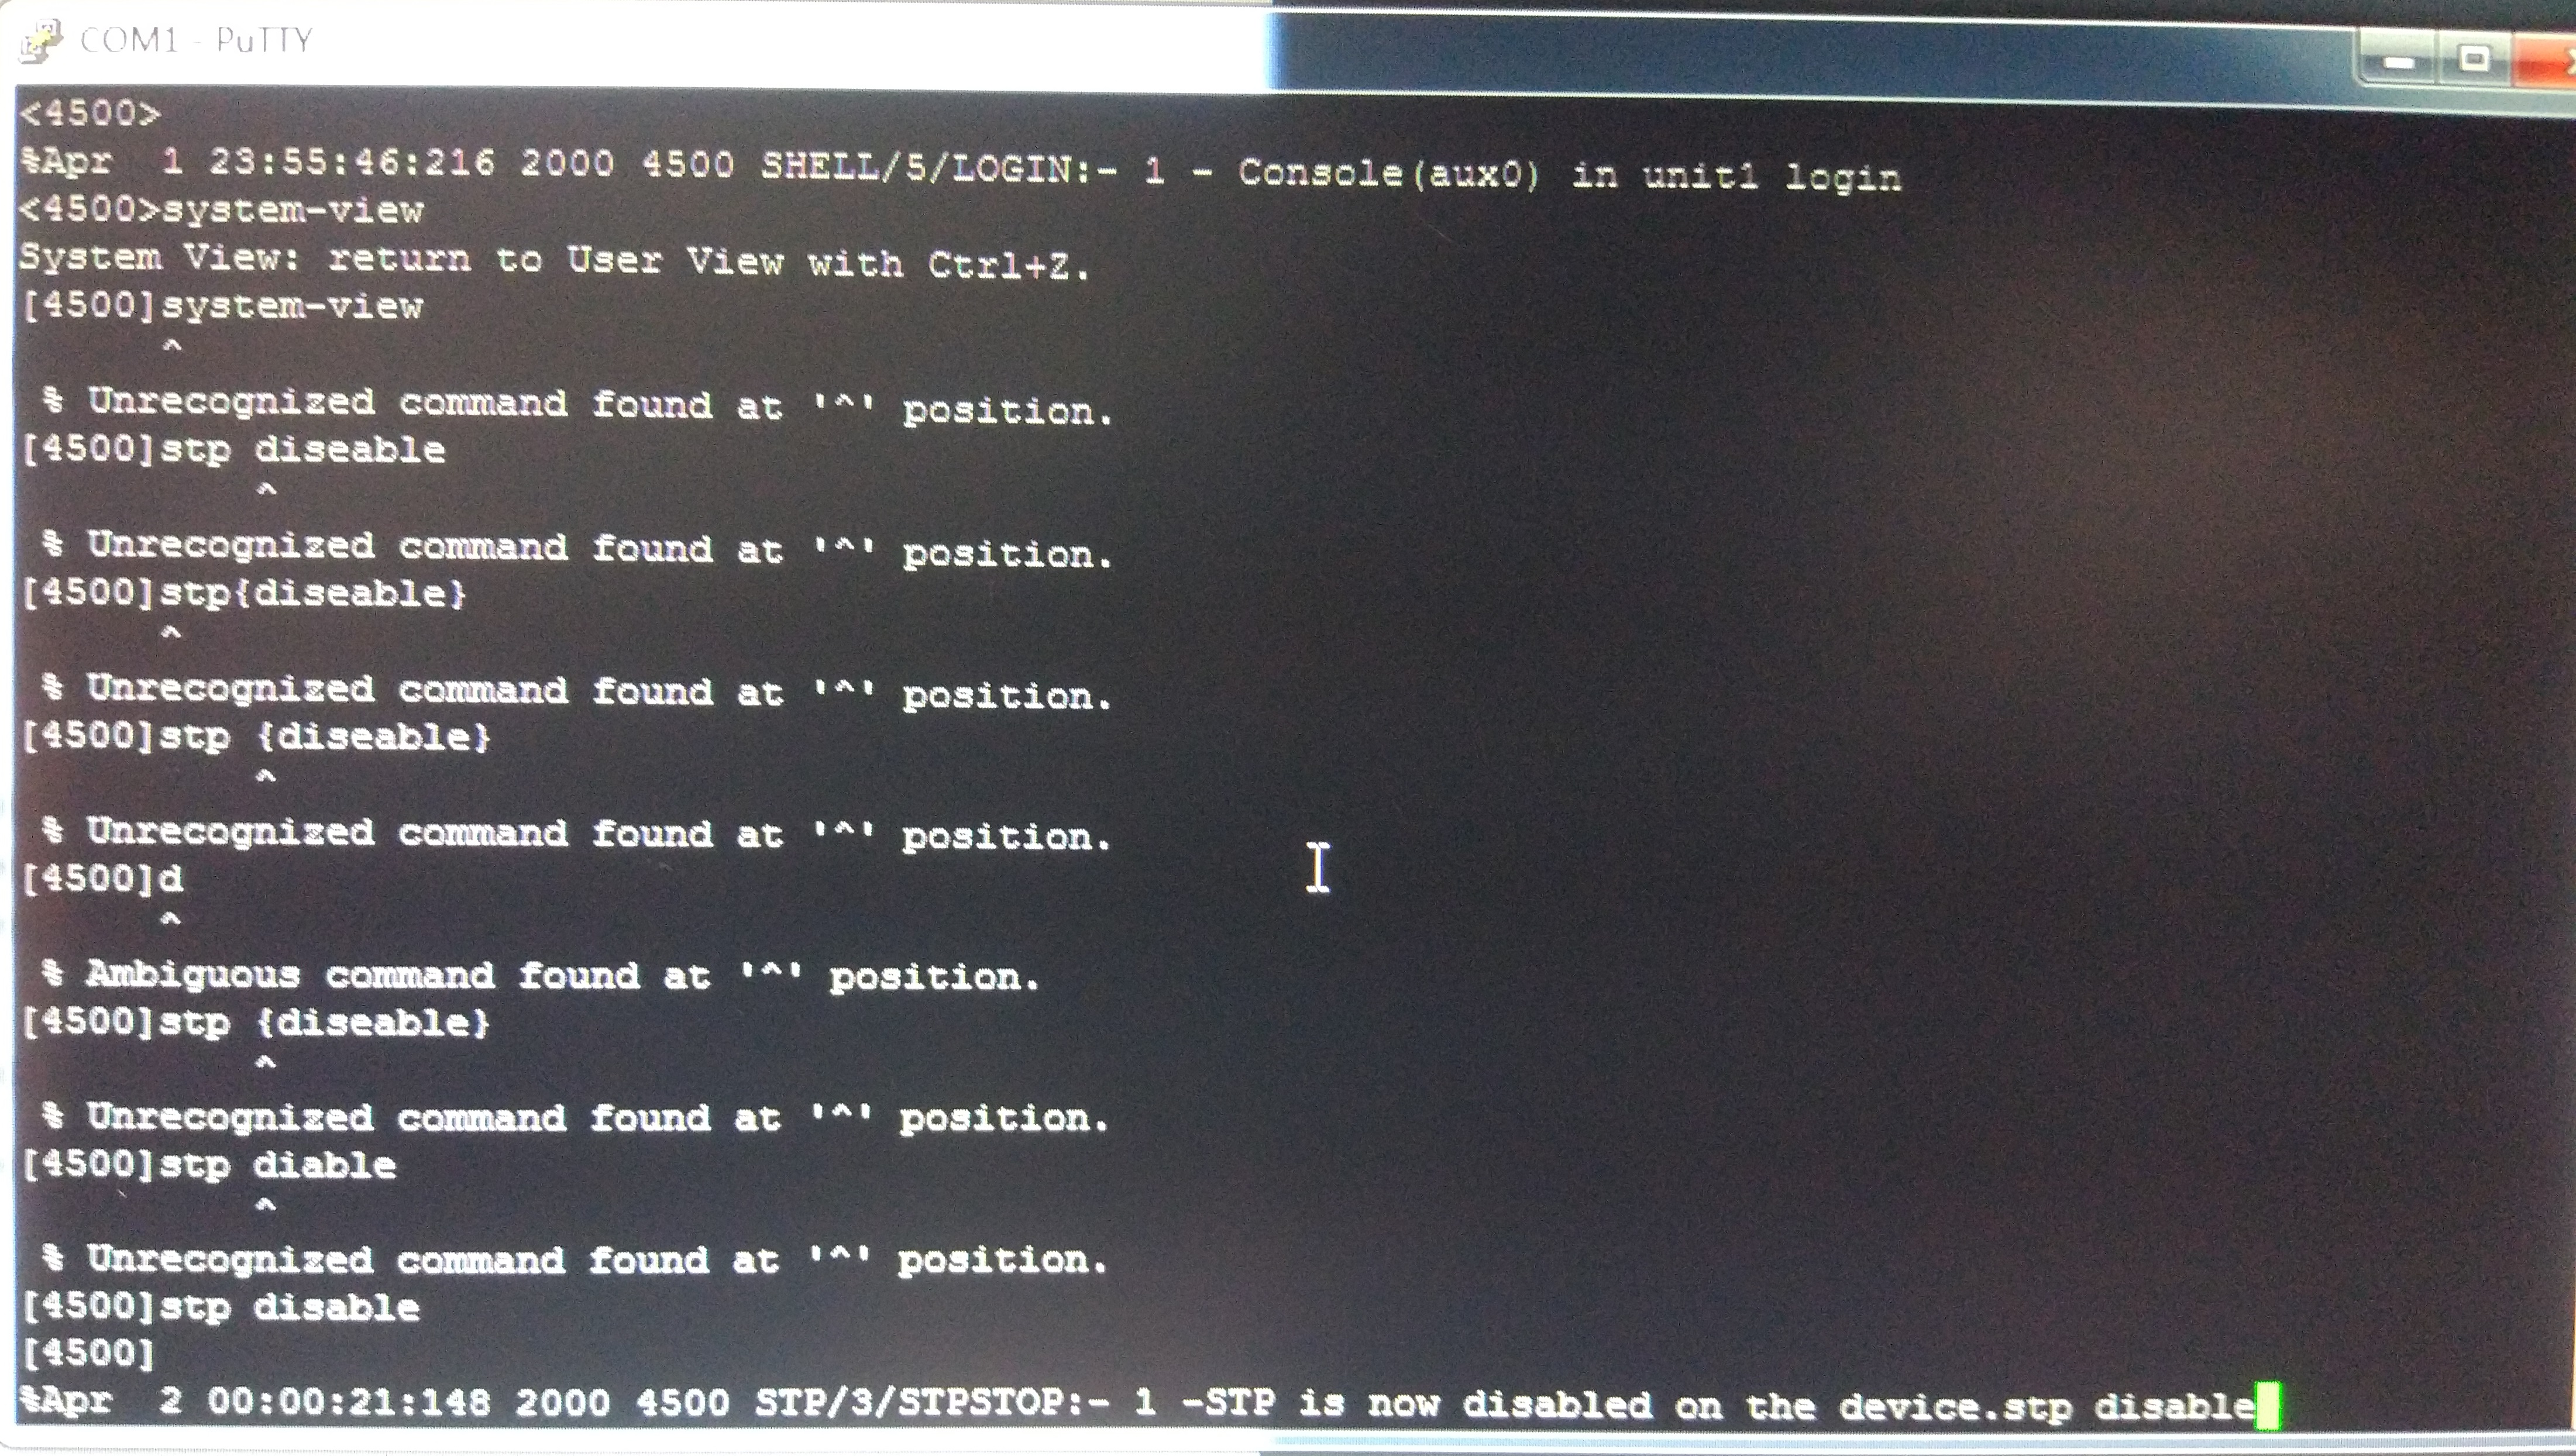 COM1 - PuTTY
<4500>
%Apr  1 23:55:46:216 2000 4500 SHELL/5/LOGIN:- 1 - Console(aux0) in unit1 login
<4500>system-view
System View: return to User View with Ctrl+Z.
[4500]system-view
      ^
 % Unrecognized command found at '^' position.
[4500]stp diseable
          ^
 % Unrecognized command found at '^' position.
[4500]stp{diseable}
      ^
 % Unrecognized command found at '^' position.
[4500]stp {diseable}
          ^
 % Unrecognized command found at '^' position.
[4500]d
      ^
 % Ambiguous command found at '^' position.
[4500]stp {diseable}
          ^
 % Unrecognized command found at '^' position.
[4500]stp diable
          ^
 % Unrecognized command found at '^' position.
[4500]stp disable
[4500]
%Apr  2 00:00:21:148 2000 4500 STP/3/STPSTOP:- 1 -STP is now disabled on the device.stp disable